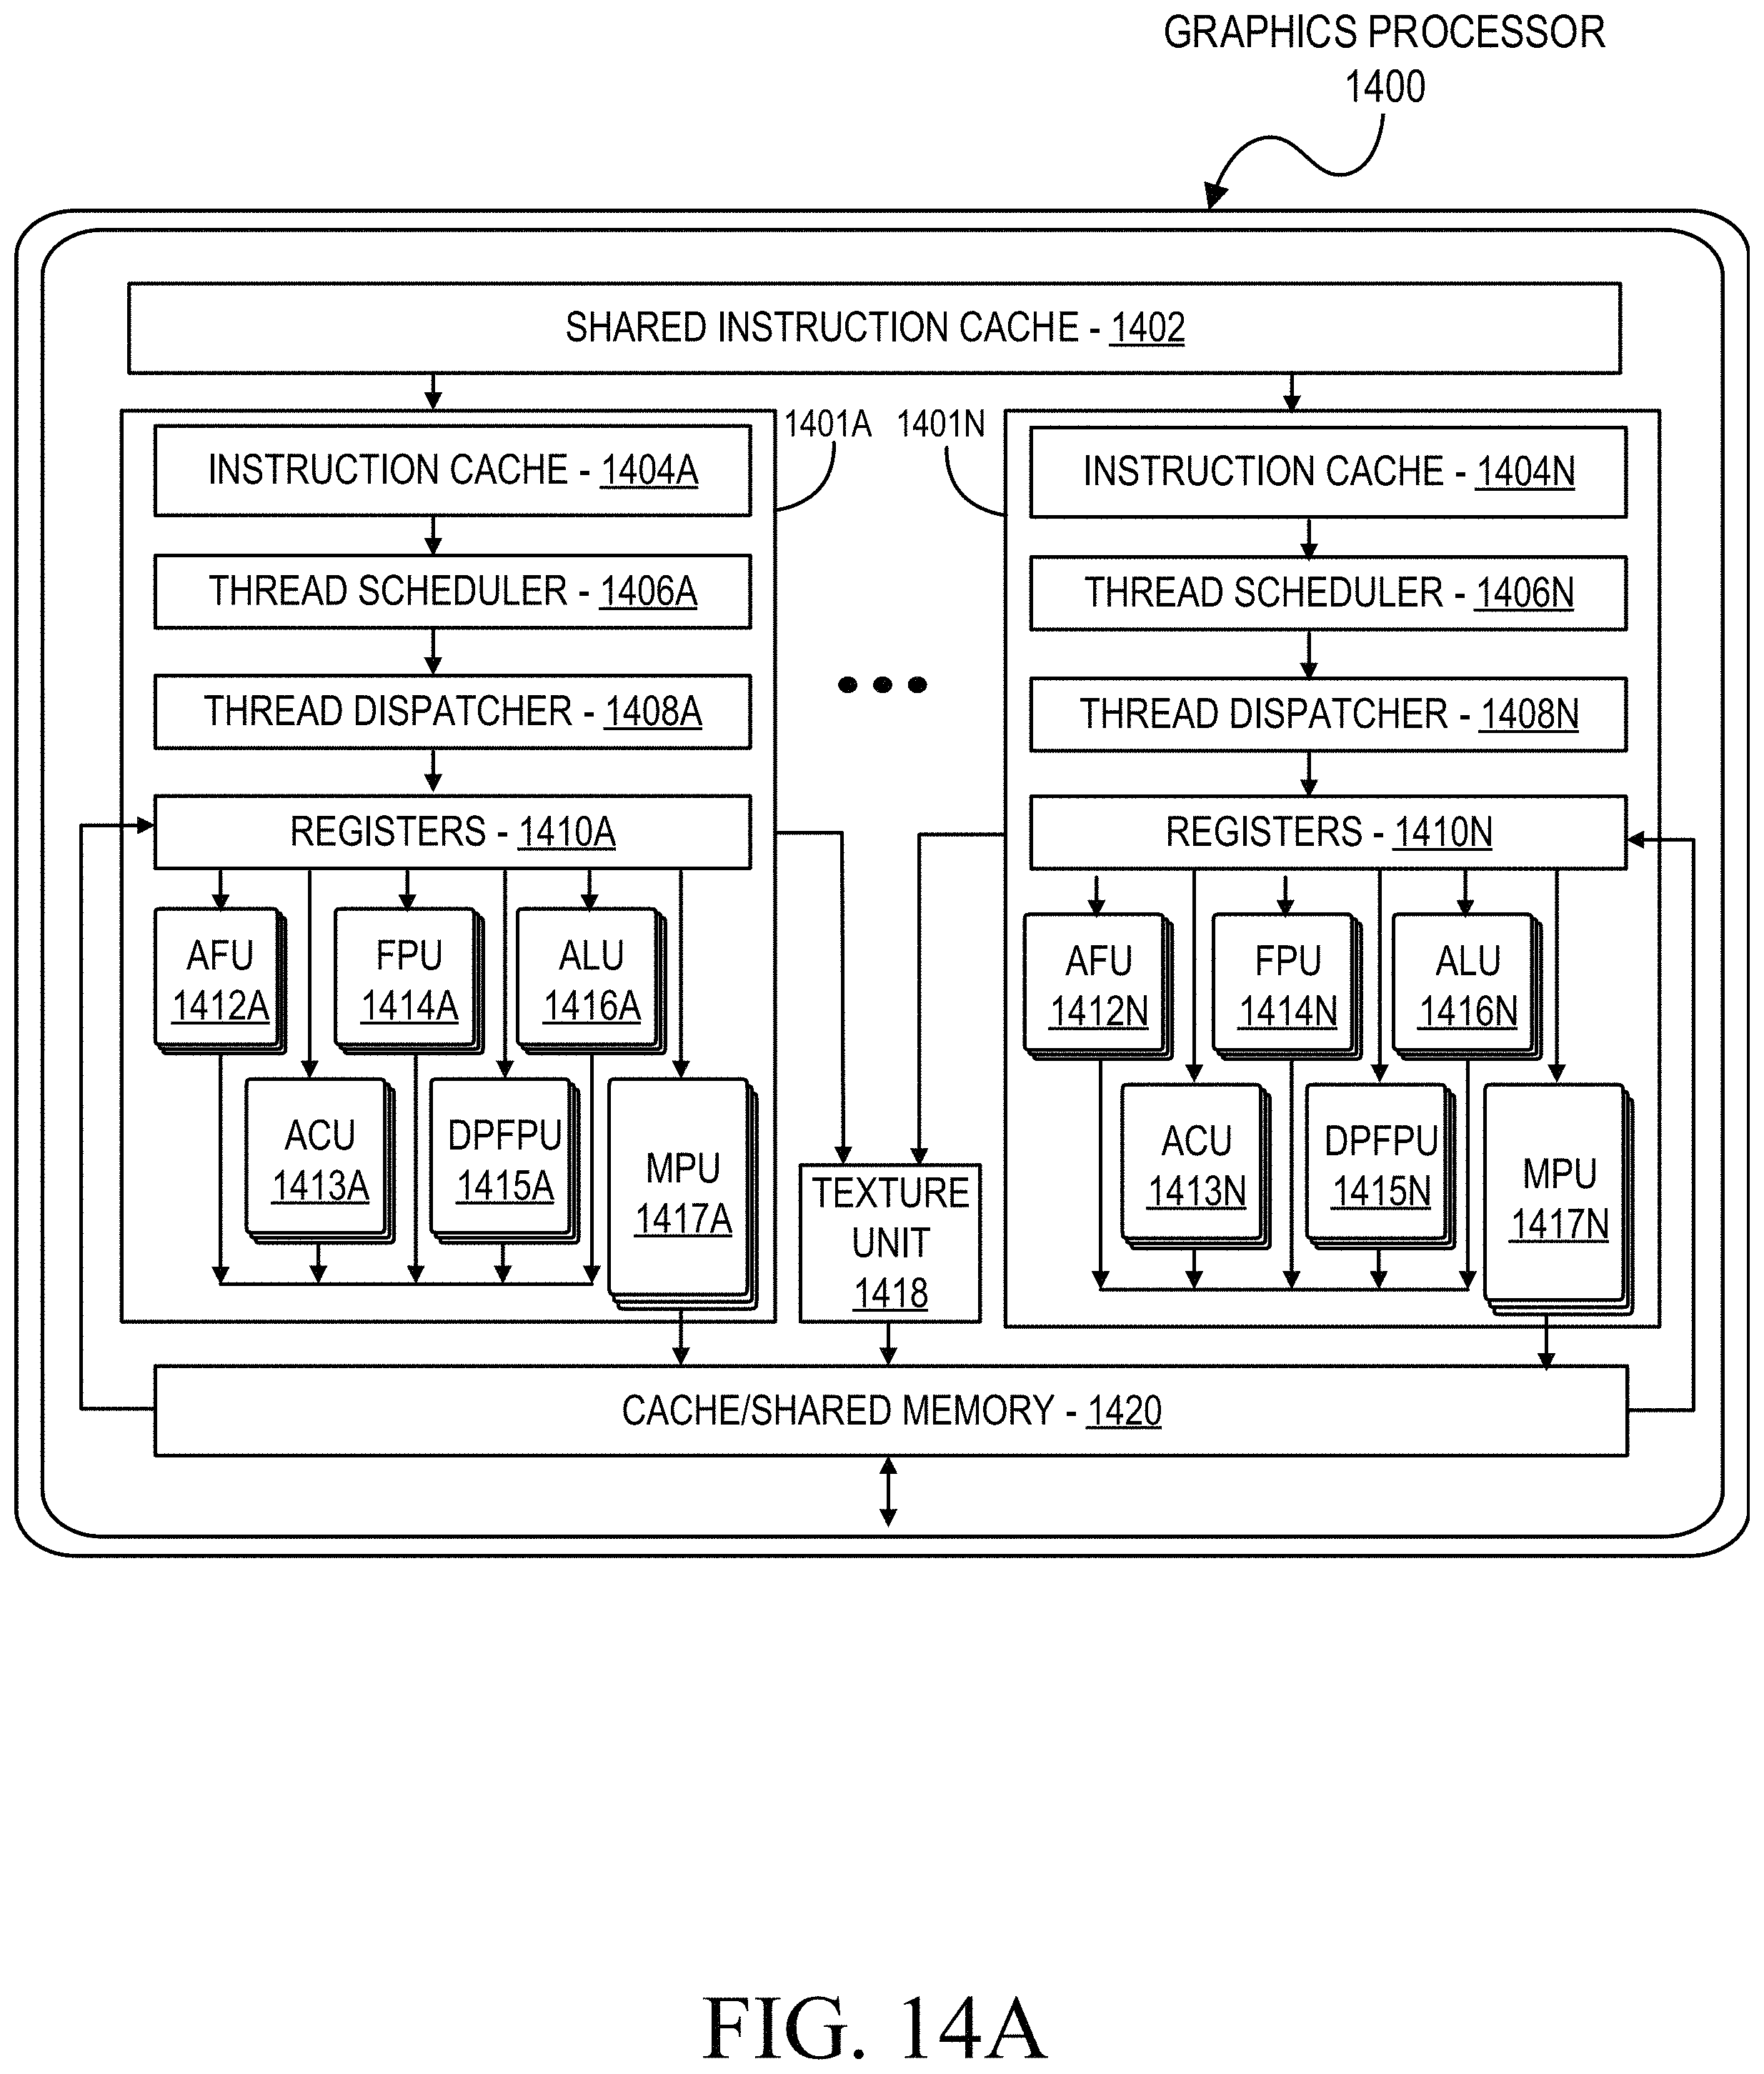 GRAPHICS PROCESSOR
1400
SHARED INSTRUCTION CACHE - 1402
1401A
1401N
INSTRUCTION CACHE - 1404A
THREAD SCHEDULER - 1406A
THREAD DISPATCHER - 1408A
REGISTERS - 1410A
AFU
1412A
FPU
1414A
ALU
1416A
ACU
1413A
DPFPU
1415A
MPU
1417A
INSTRUCTION CACHE - 1404N
THREAD SCHEDULER - 1406N
THREAD DISPATCHER - 1408N
REGISTERS - 1410N
AFU
1412N
FPU
1414N
ALU
1416N
ACU
1413N
DPFPU
1415N
MPU
1417N
TEXTURE
UNIT
1418
CACHE/SHARED MEMORY - 1420
FIG. 14A